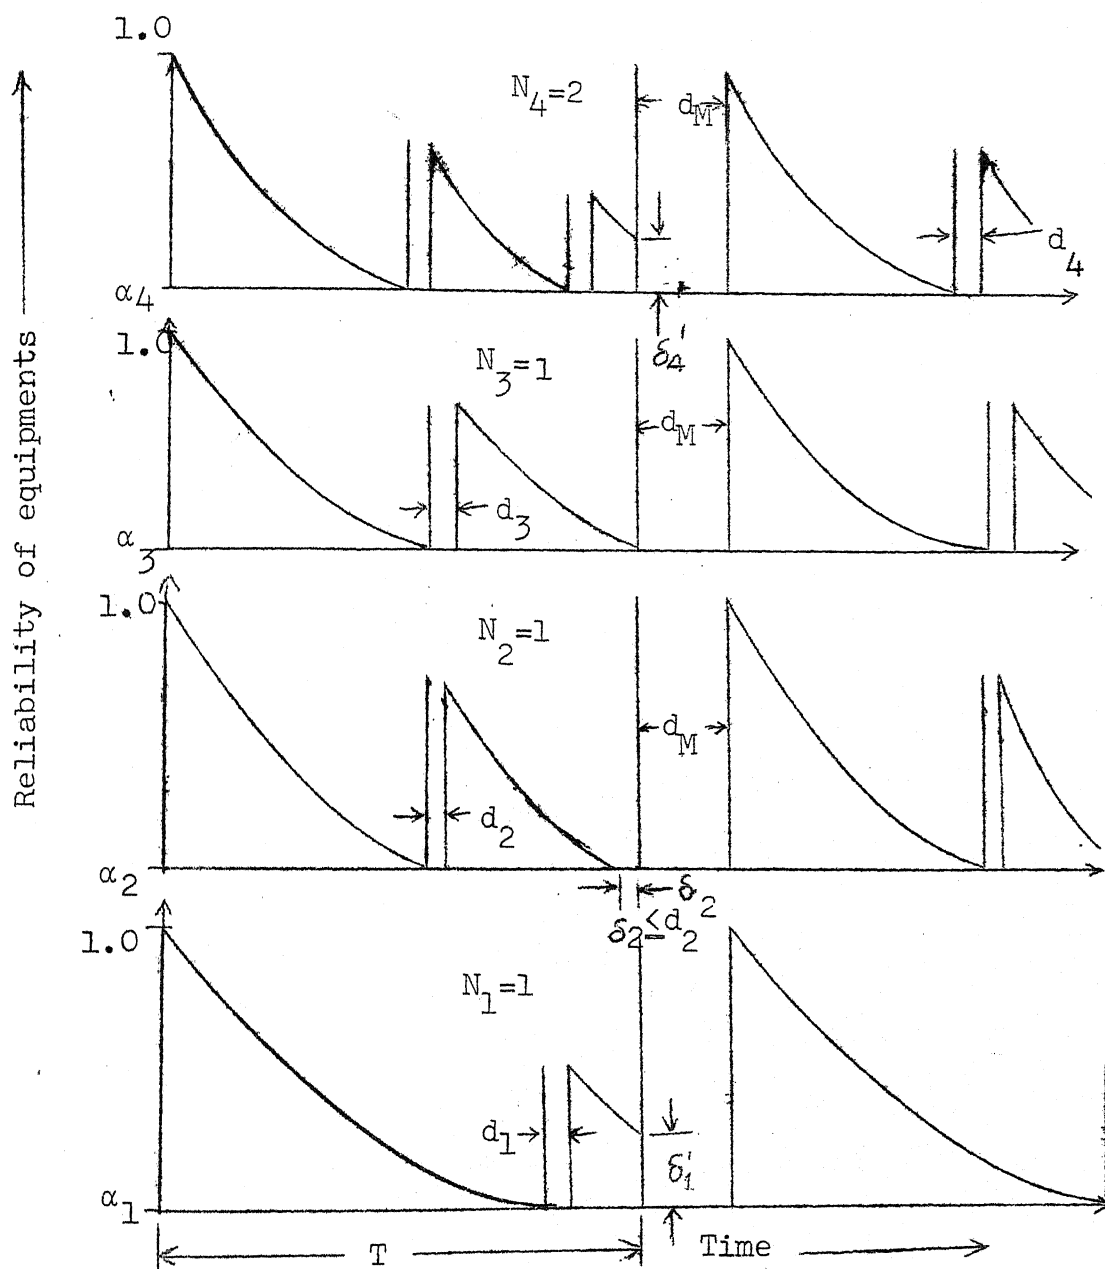 Reliability of equipments
1.0
N4=2
dM
d4
α4
δ4'
1.0
N3=1
dM
d3
α3
1.0
N2=1
dM
d2
α2
δ2
δ2≤d2
1.0
N1=1
d1
δ1'
α1
T
Time